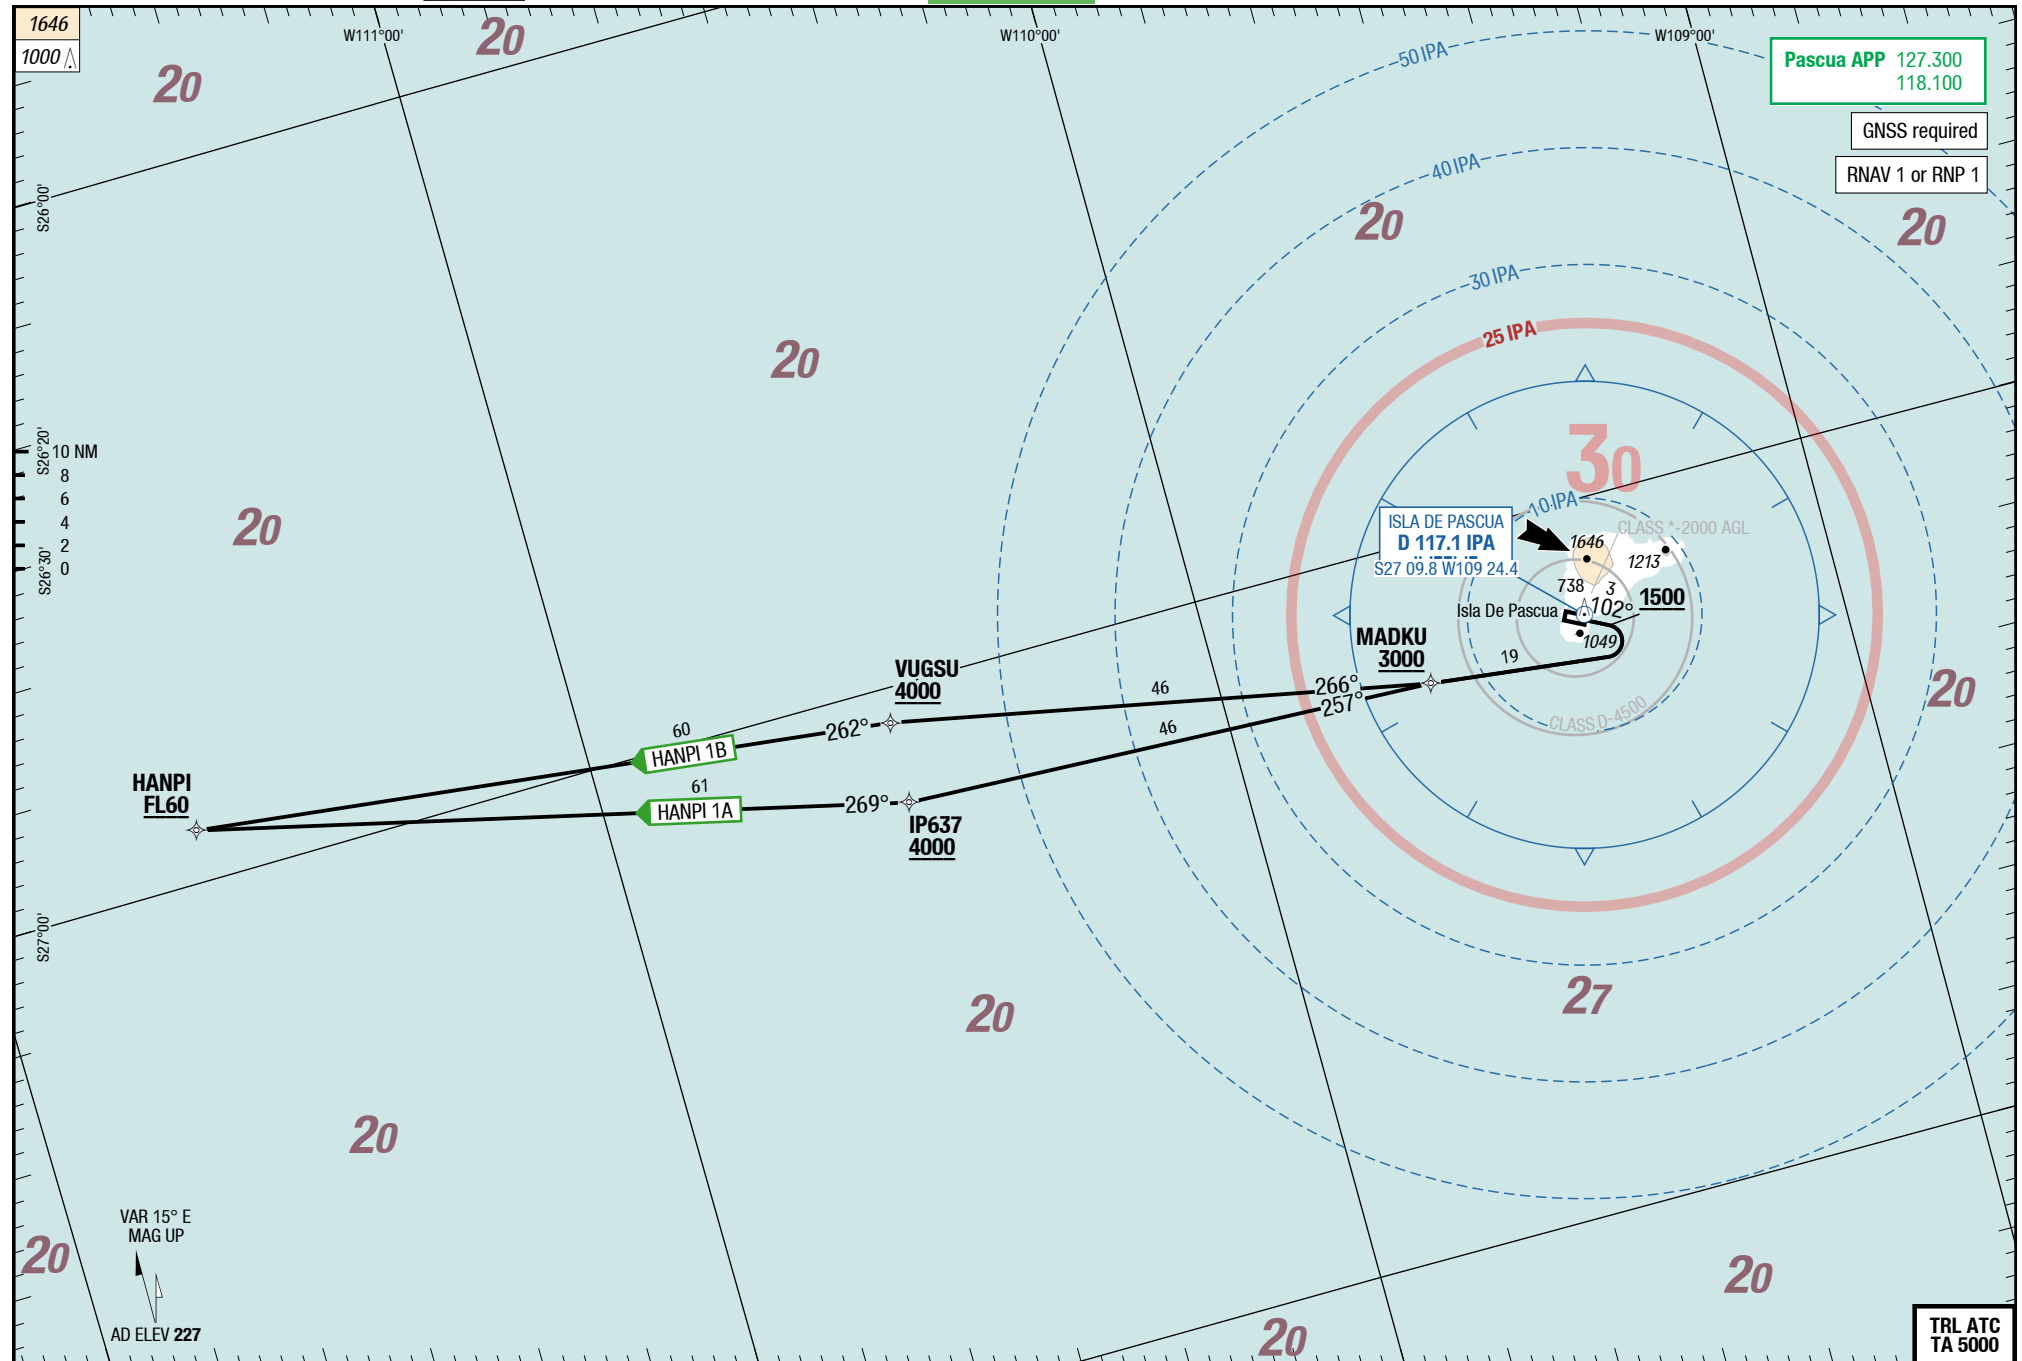 1646
1000
20
20
W111°00'
W110°00'
W109°00'
50 IPA
Pascua APP 127.300
118.100
GNSS required
RNAV 1 or RNP 1
40 IPA
S26°00'
20
20
30 IPA
25 IPA
20
S26°20'
10 NM
8
6
4
2
0
S26°30'
20
30
10 IPA
ISLA DE PASCUA
D 117.1 IPA
S27 09.8 W109 24.4
CLASS *-2000 AGL
1646
1213
738
3
Isla De Pascua
102°
1500
1049
MADKU
3000
19
VUGSU
4000
46
266°
257°
46
20
CLASS D-4500
60
262°
HANPI 1B
HANPI
FL60
61
HANPI 1A
269°
IP637
4000
S27°00'
20
27
20
VAR 15° E
MAG UP
20
20
AD ELEV 227
20
TRL ATC
TA 5000